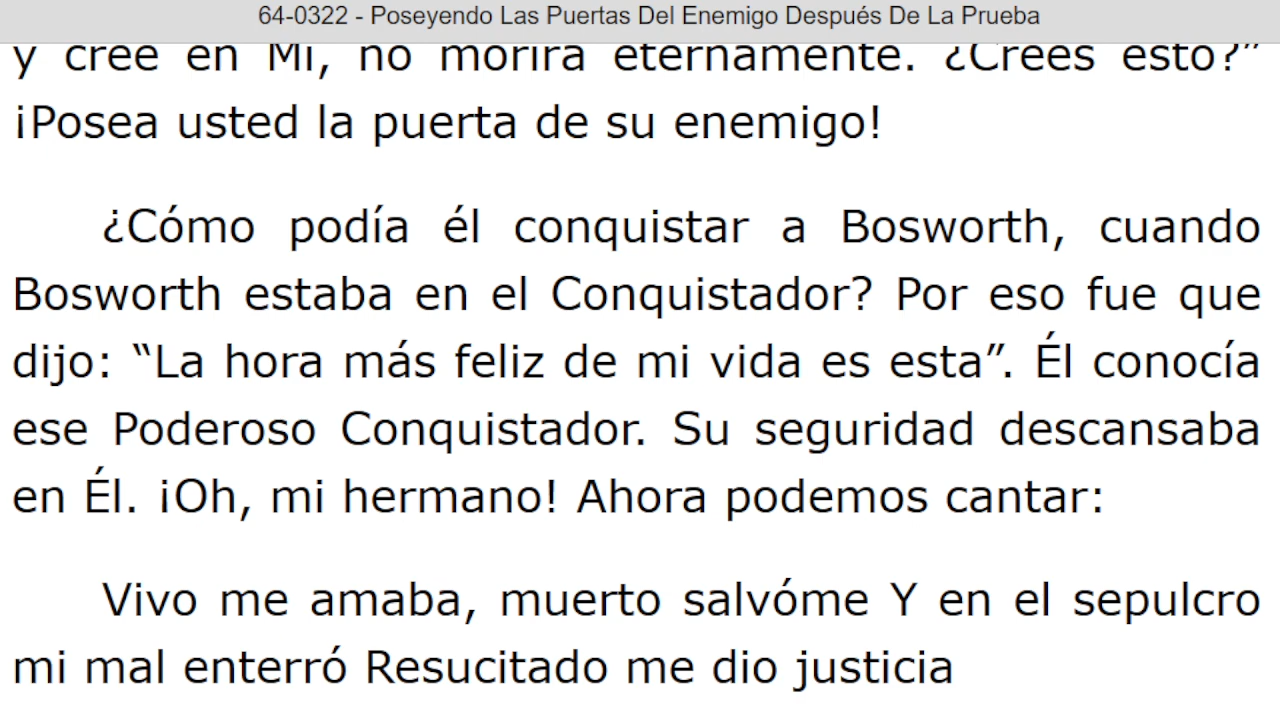 64-0322 - Poseyendo Las Puertas Del Enemigo Después De La Prueba
y cree en Mí, no morirá eternamente. ¿Crees esto?”
¡Posea usted la puerta de su enemigo!
¿Cómo podía él conquistar a Bosworth, cuando
Bosworth estaba en el Conquistador? Por eso fue que
dijo: “La hora más feliz de mi vida es esta”. Él conocía
ese Poderoso Conquistador. Su seguridad descansaba
en Él. ¡Oh, mi hermano! Ahora podemos cantar:
Vivo me amaba, muerto salvóme Y en el sepulcro
mi mal enterró Resucitado me dio justicia